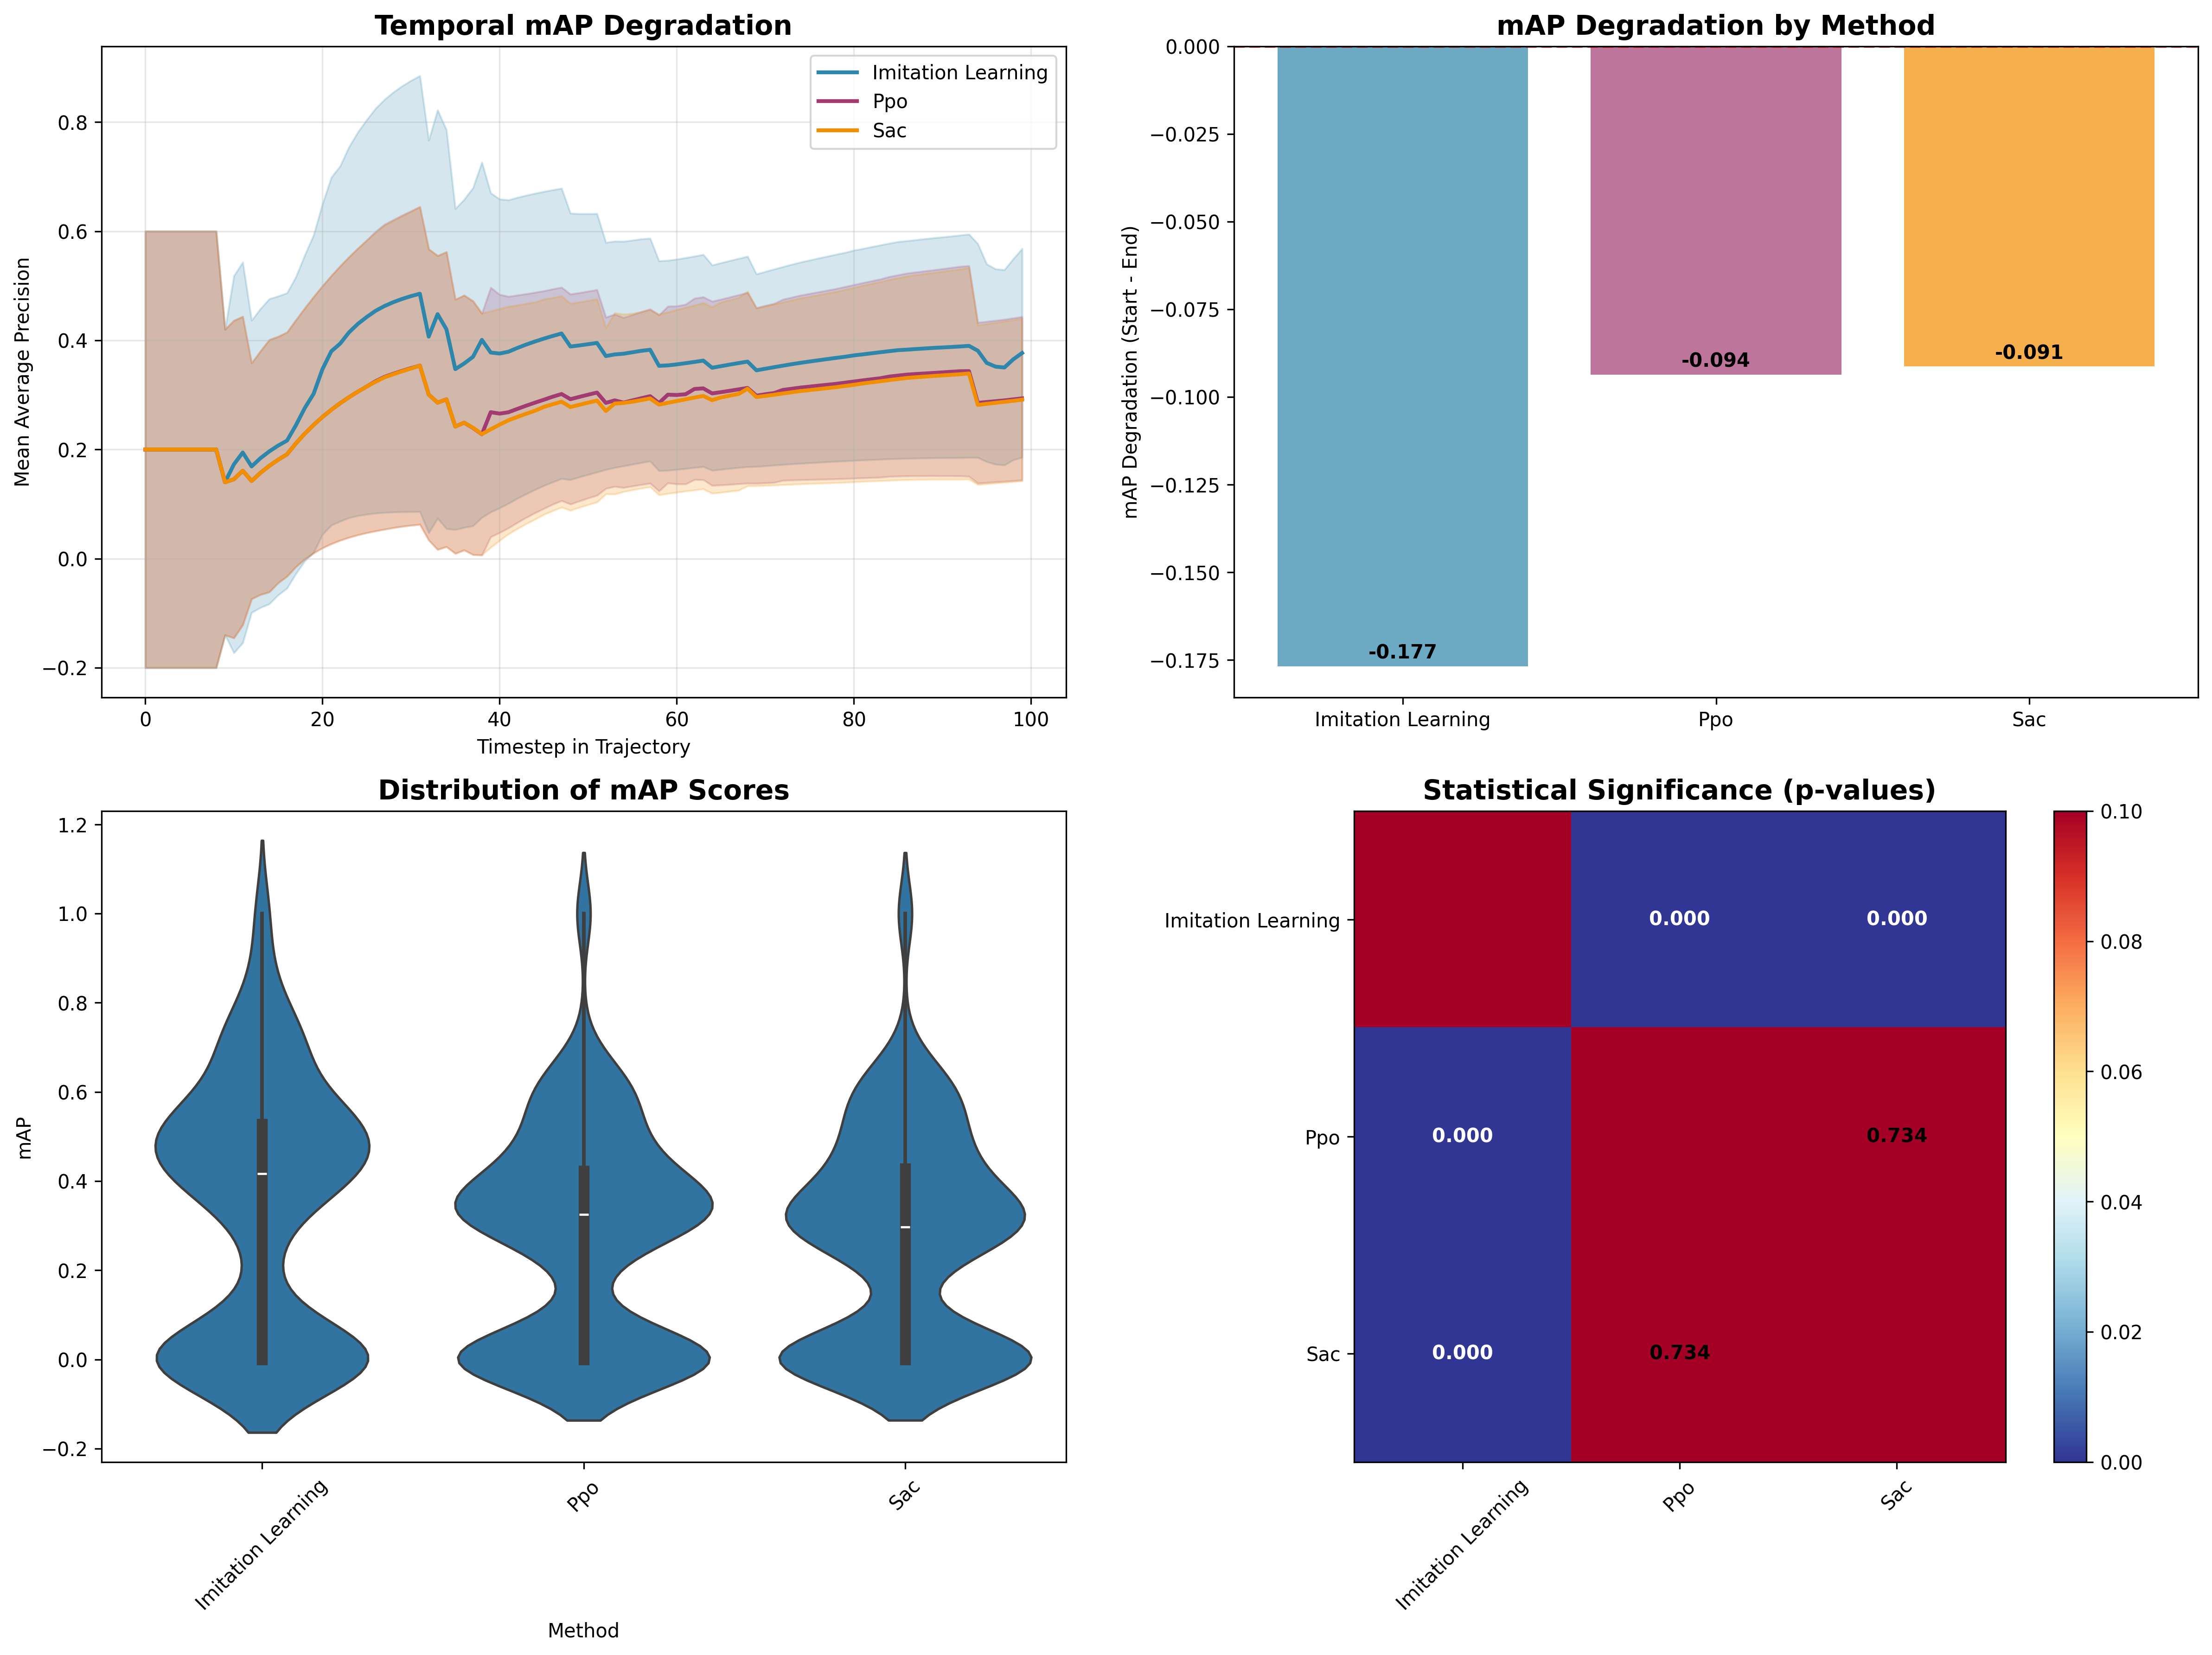 Temporal mAP Degradation
Mean Average Precision
0.8
0.6
0.4
0.2
0.0
−0.2
0
20
40
60
80
100
Timestep in Trajectory
Imitation Learning
Ppo
Sac
mAP Degradation by Method
mAP Degradation (Start - End)
0.000
−0.025
−0.050
−0.075
−0.100
−0.125
−0.150
−0.175
-0.177
-0.094
-0.091
Imitation Learning
Ppo
Sac
Distribution of mAP Scores
mAP
1.2
1.0
0.8
0.6
0.4
0.2
0.0
−0.2
Imitation Learning
Ppo
Sac
Method
Statistical Significance (p-values)
Imitation Learning
Ppo
Sac
0.000
0.000
0.000
0.734
0.000
0.734
Imitation Learning
Ppo
Sac
0.10
0.08
0.06
0.04
0.02
0.00